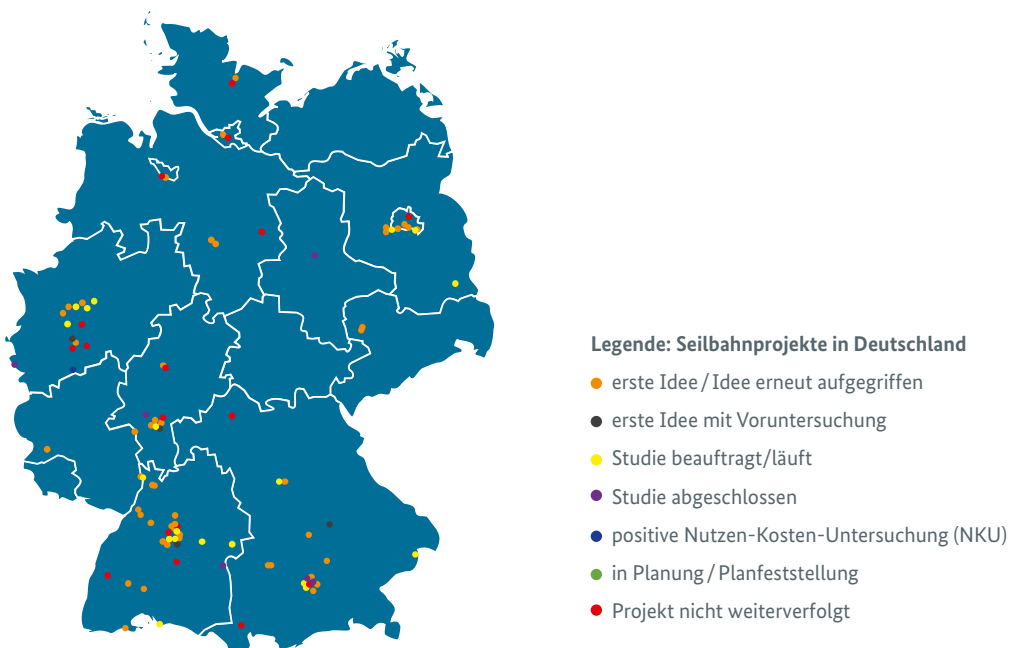 Legende: Seilbahnprojekte in Deutschland
erste Idee / Idee erneut aufgegriffen
erste Idee mit Voruntersuchung
Studie beauftragt/läuft
Studie abgeschlossen
positive Nutzen-Kosten-Untersuchung (NKU)
in Planung / Planfeststellung
Projekt nicht weiterverfolgt